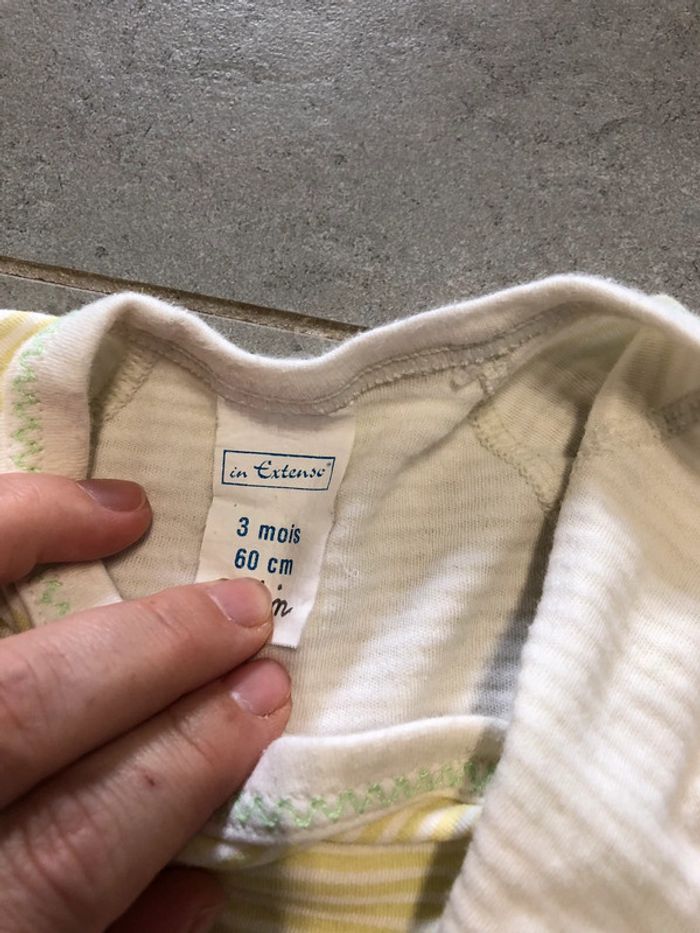 in Extenso®
3 mois
60 cm